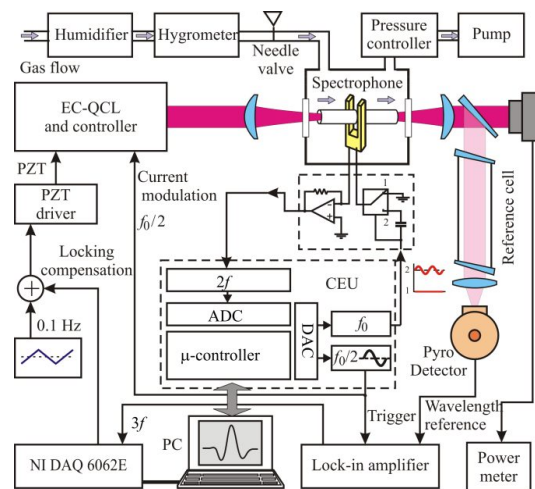 Humidifier
Hygrometer
Pressure
controller
Pump
Gas flow
Needle
valve
Spectrophone
EC-QCL
and controller
PZT
Current
modulation
f₀/2
PZT
driver
Locking
compensation
0.1 Hz
1
2
2f
CEU
ADC
μ-controller
DAC
f₀
f₀/2
2
1
Reference cell
Pyro
Detector
Trigger
Wavelength
reference
3f
PC
NI DAQ 6062E
Lock-in amplifier
Power
meter